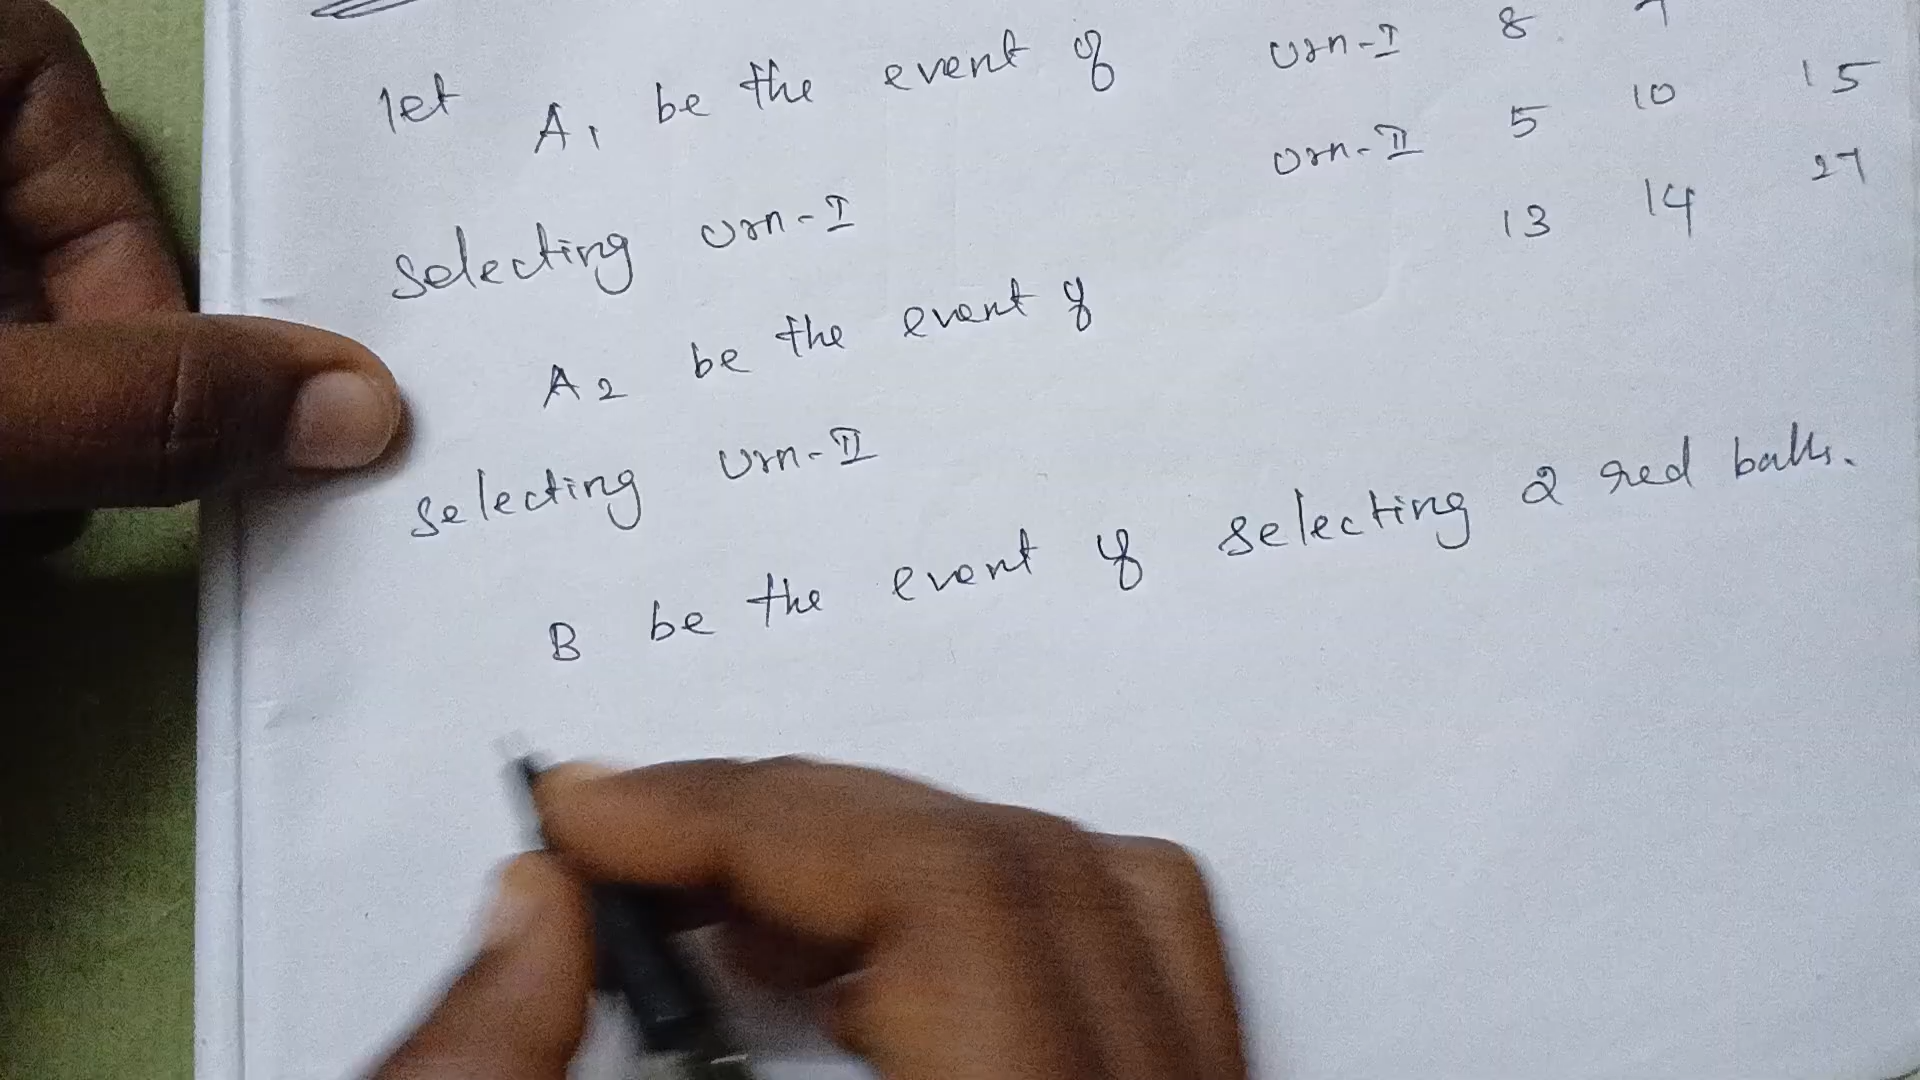 let A1 be the event of
selecting urn-I
A2 be the event of
selecting urn-II
B be the event of selecting 2 red balls.
urn-I 8
urn-II 5 10 15
13 14 27